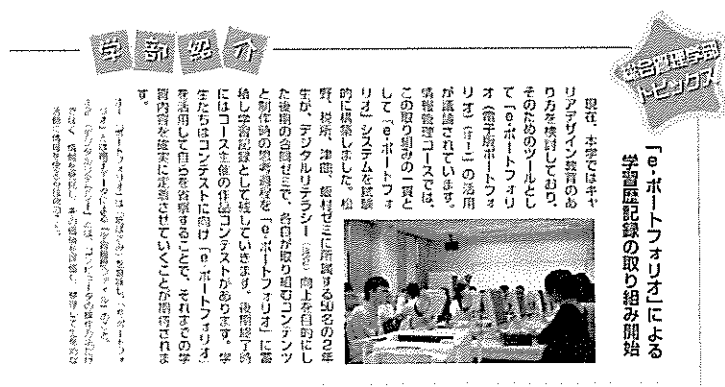 学部紹介
総合管理学部
トピックス
「e-ポートフォリオ」による
学習歴記録の取り組み開始
現在、本学ではキャ
リアデザイン教育のあ
り方を検討しており、
そのためのツールとし
て「e-ポートフォリ
オ（電子版ポートフォ
リオ）（注1）」の活用
が議論されています。
情報管理コースでは、
この取り組みの一貫と
して「e-ポートフォ
リオ」システムを試験
的に構築しました。松
野、税所、津曲、飯村ゼミに所属する50名の2年
生が、デジタルリテラシー（注2）向上を目的にし
た後期の合同ゼミで、各自が取り組むコンテンツ
と制作時の思考過程を「e-ポートフォリオ」に蓄
積し学習記録として残していきます。後期終了時
にはコース主催の作品コンテストがあります。学
生たちはコンテストに向け「e-ポートフォリオ」
を活用して自らを省察することで、それまでの学
習内容を確実に定着させていくことが期待されま
す。